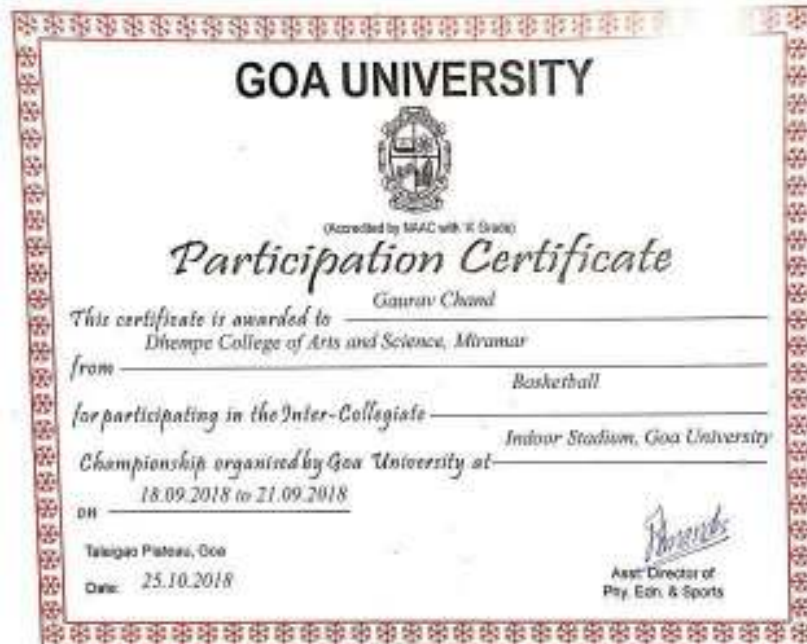 GOA UNIVERSITY
(Accredited by NAAC with 'A' Grade)
Participation Certificate
Gaurav Chand
This certificate is awarded to
Dhempe College of Arts and Science, Miramar
from
Basketball
for participating in the Inter-Collegiate
Indoor Stadium, Goa University
Championship organised by Goa University at
18.09.2018 to 21.09.2018
on
Taleigao Plateau, Goa
Date: 25.10.2018
Asst. Director of
Phy. Edn. & Sports